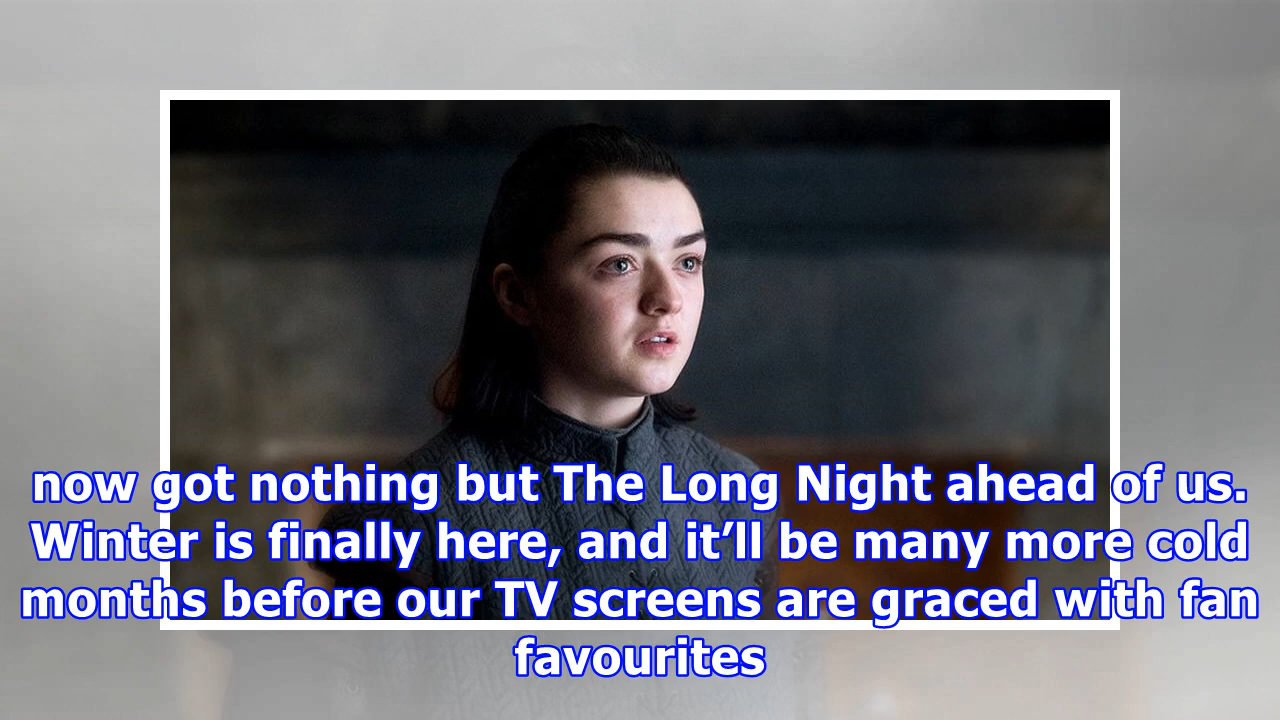 now got nothing but The Long Night ahead of us.
Winter is finally here, and it’ll be many more cold
months before our TV screens are graced with fan
favourites